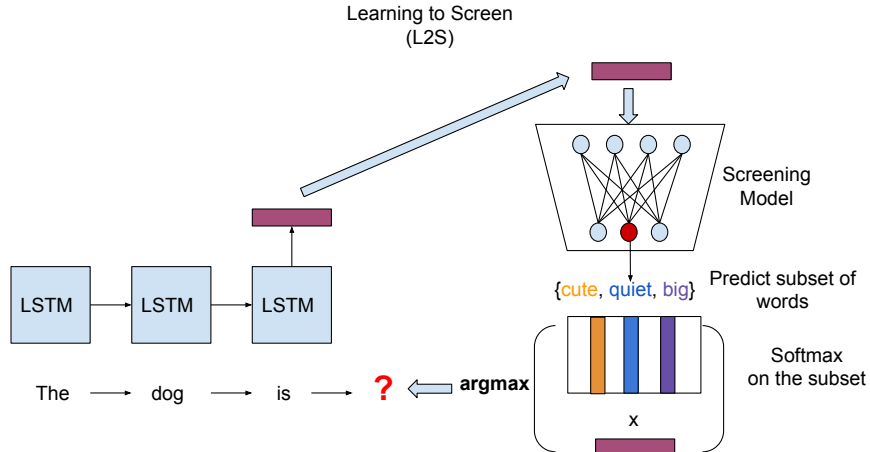 Learning to Screen
(L2S)
Screening
Model
LSTM
LSTM
LSTM
{cute, quiet, big}
Predict subset of
words
Softmax
on the subset
The
dog
is
?
argmax
x